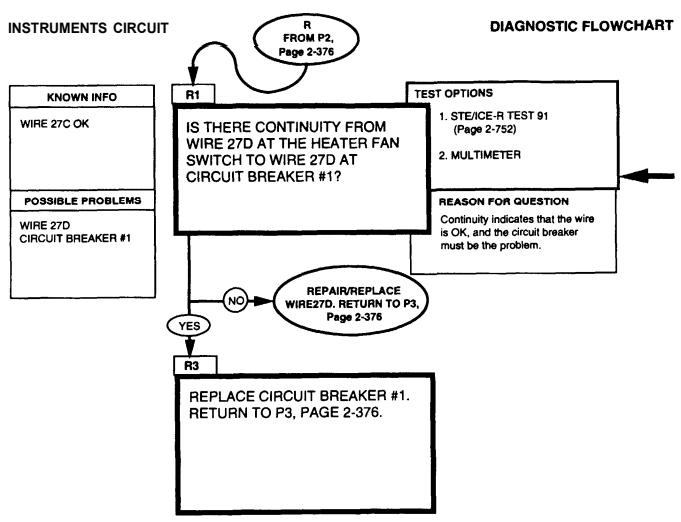 INSTRUMENTS CIRCUIT
DIAGNOSTIC FLOWCHART
R
FROM P2,
Page 2-376
KNOWN INFO
WIRE 27C OK
POSSIBLE PROBLEMS
WIRE 27D
CIRCUIT BREAKER #1
R1
IS THERE CONTINUITY FROM
WIRE 27D AT THE HEATER FAN
SWITCH TO WIRE 27D AT
CIRCUIT BREAKER #1?
TEST OPTIONS
1. STE/ICE-R TEST 91
(Page 2-752)
2. MULTIMETER
REASON FOR QUESTION
Continuity indicates that the wire
is OK, and the circuit breaker
must be the problem.
NO
REPAIR/REPLACE
WIRE27D. RETURN TO P3,
Page 2-376
YES
R3
REPLACE CIRCUIT BREAKER #1.
RETURN TO P3, PAGE 2-376.